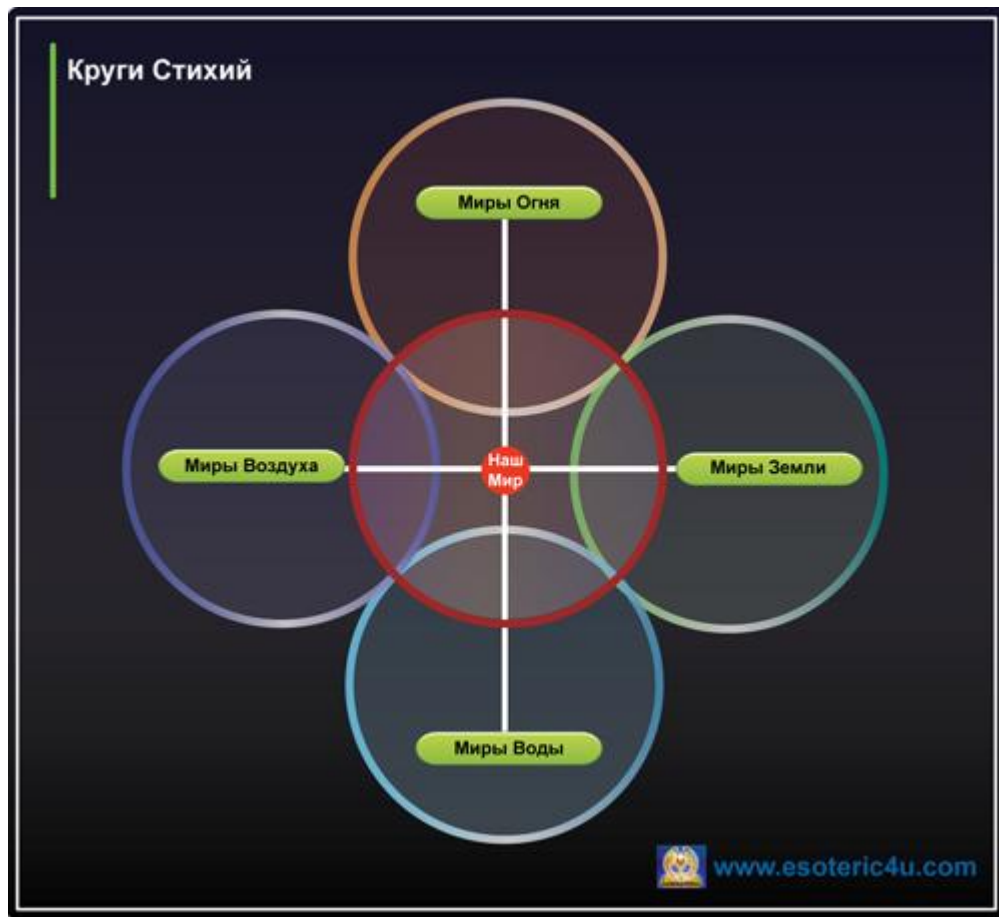 Круги Стихий
Миры Огня
Миры Воздуха
Наш
Мир
Миры Земли
Миры Воды
www.esoteric4u.com